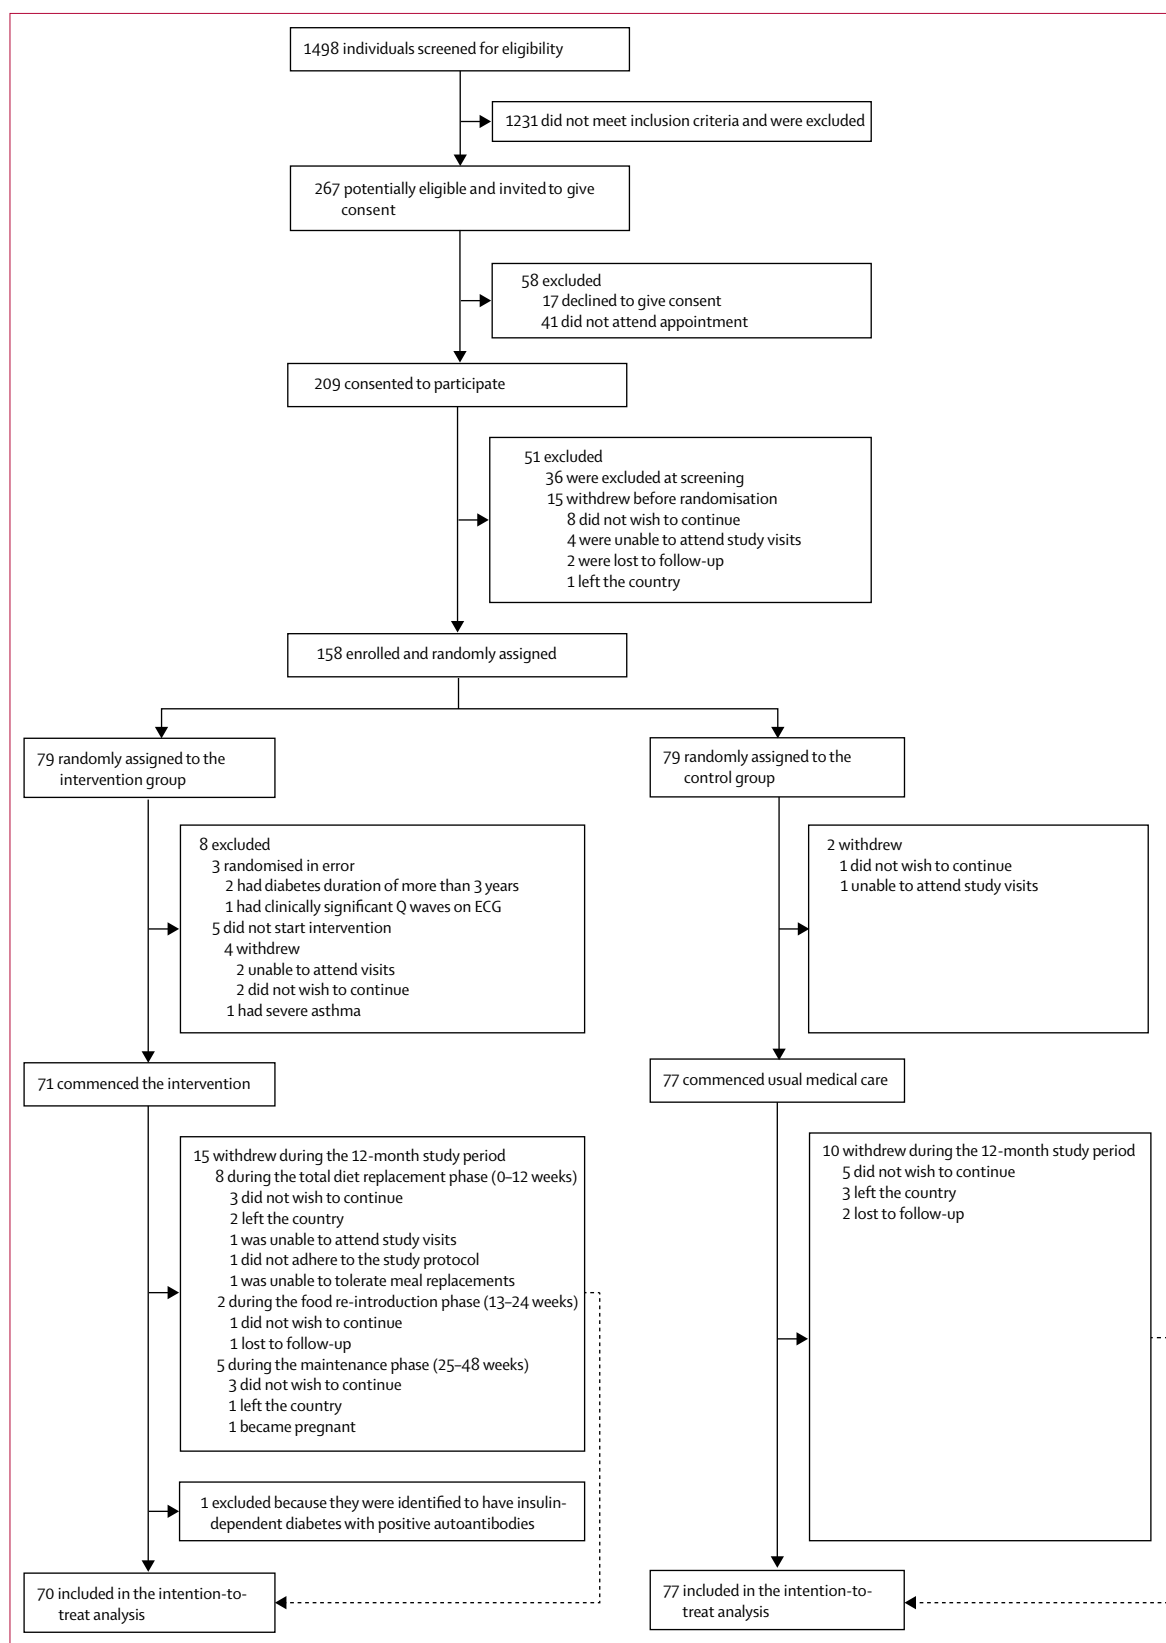 1498 individuals screened for eligibility
1231 did not meet inclusion criteria and were excluded
267 potentially eligible and invited to give
consent
58 excluded
17 declined to give consent
41 did not attend appointment
209 consented to participate
51 excluded
36 were excluded at screening
15 withdrew before randomisation
8 did not wish to continue
4 were unable to attend study visits
2 were lost to follow-up
1 left the country
158 enrolled and randomly assigned
79 randomly assigned to the
intervention group
8 excluded
3 randomised in error
2 had diabetes duration of more than 3 years
1 had clinically significant Q waves on ECG
5 did not start intervention
4 withdrew
2 unable to attend visits
2 did not wish to continue
1 had severe asthma
71 commenced the intervention
15 withdrew during the 12-month study period
8 during the total diet replacement phase (0–12 weeks)
3 did not wish to continue
2 left the country
1 was unable to attend study visits
1 did not adhere to the study protocol
1 was unable to tolerate meal replacements
2 during the food re-introduction phase (13–24 weeks)
1 did not wish to continue
1 lost to follow-up
5 during the maintenance phase (25–48 weeks)
3 did not wish to continue
1 left the country
1 became pregnant
1 excluded because they were identified to have insulin-
dependent diabetes with positive autoantibodies
70 included in the intention-to-
treat analysis
79 randomly assigned to the
control group
2 withdrew
1 did not wish to continue
1 unable to attend study visits
77 commenced usual medical care
10 withdrew during the 12-month study period
5 did not wish to continue
3 left the country
2 lost to follow-up
77 included in the intention-to-
treat analysis